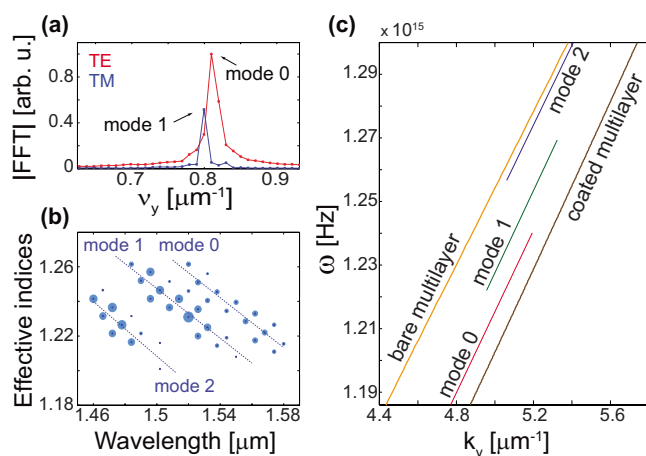 (a)
|FFT| [arb. u.]
1.0
0.5
0
TE
TM
mode 0
mode 1
0.7
0.8
0.9
νy [μm-1]
(b)
Effective indices
1.26
1.22
1.18
mode 1
mode 0
mode 2
1.46
1.5
1.54
1.58
Wavelength [μm]
(c)
x 10^15
ω [Hz]
1.29
1.27
1.25
1.23
1.21
1.19
bare multilayer
mode 0
mode 1
mode 2
coated multilayer
4.4
4.8
5.2
5.6
ky [μm-1]